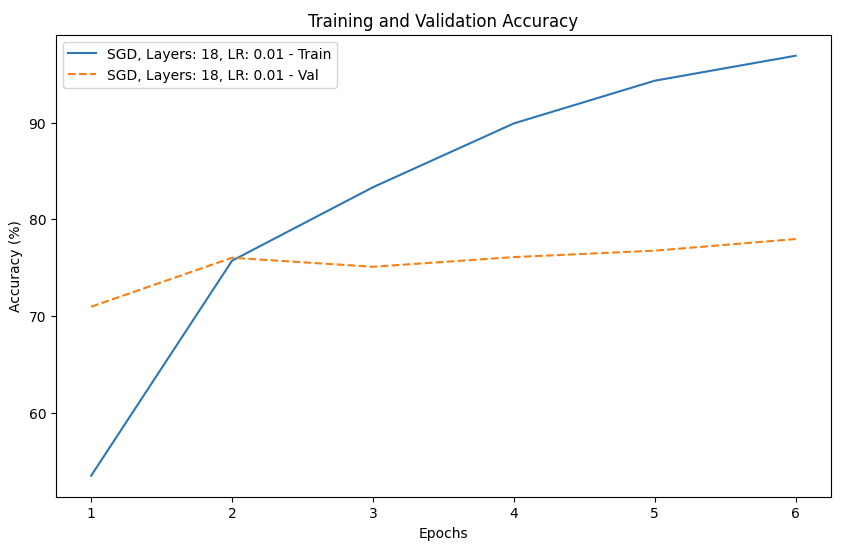 Training and Validation Accuracy
SGD, Layers: 18, LR: 0.01 - Train
SGD, Layers: 18, LR: 0.01 - Val
Accuracy (%)
90
80
70
60
1 2 3 4 5 6
Epochs